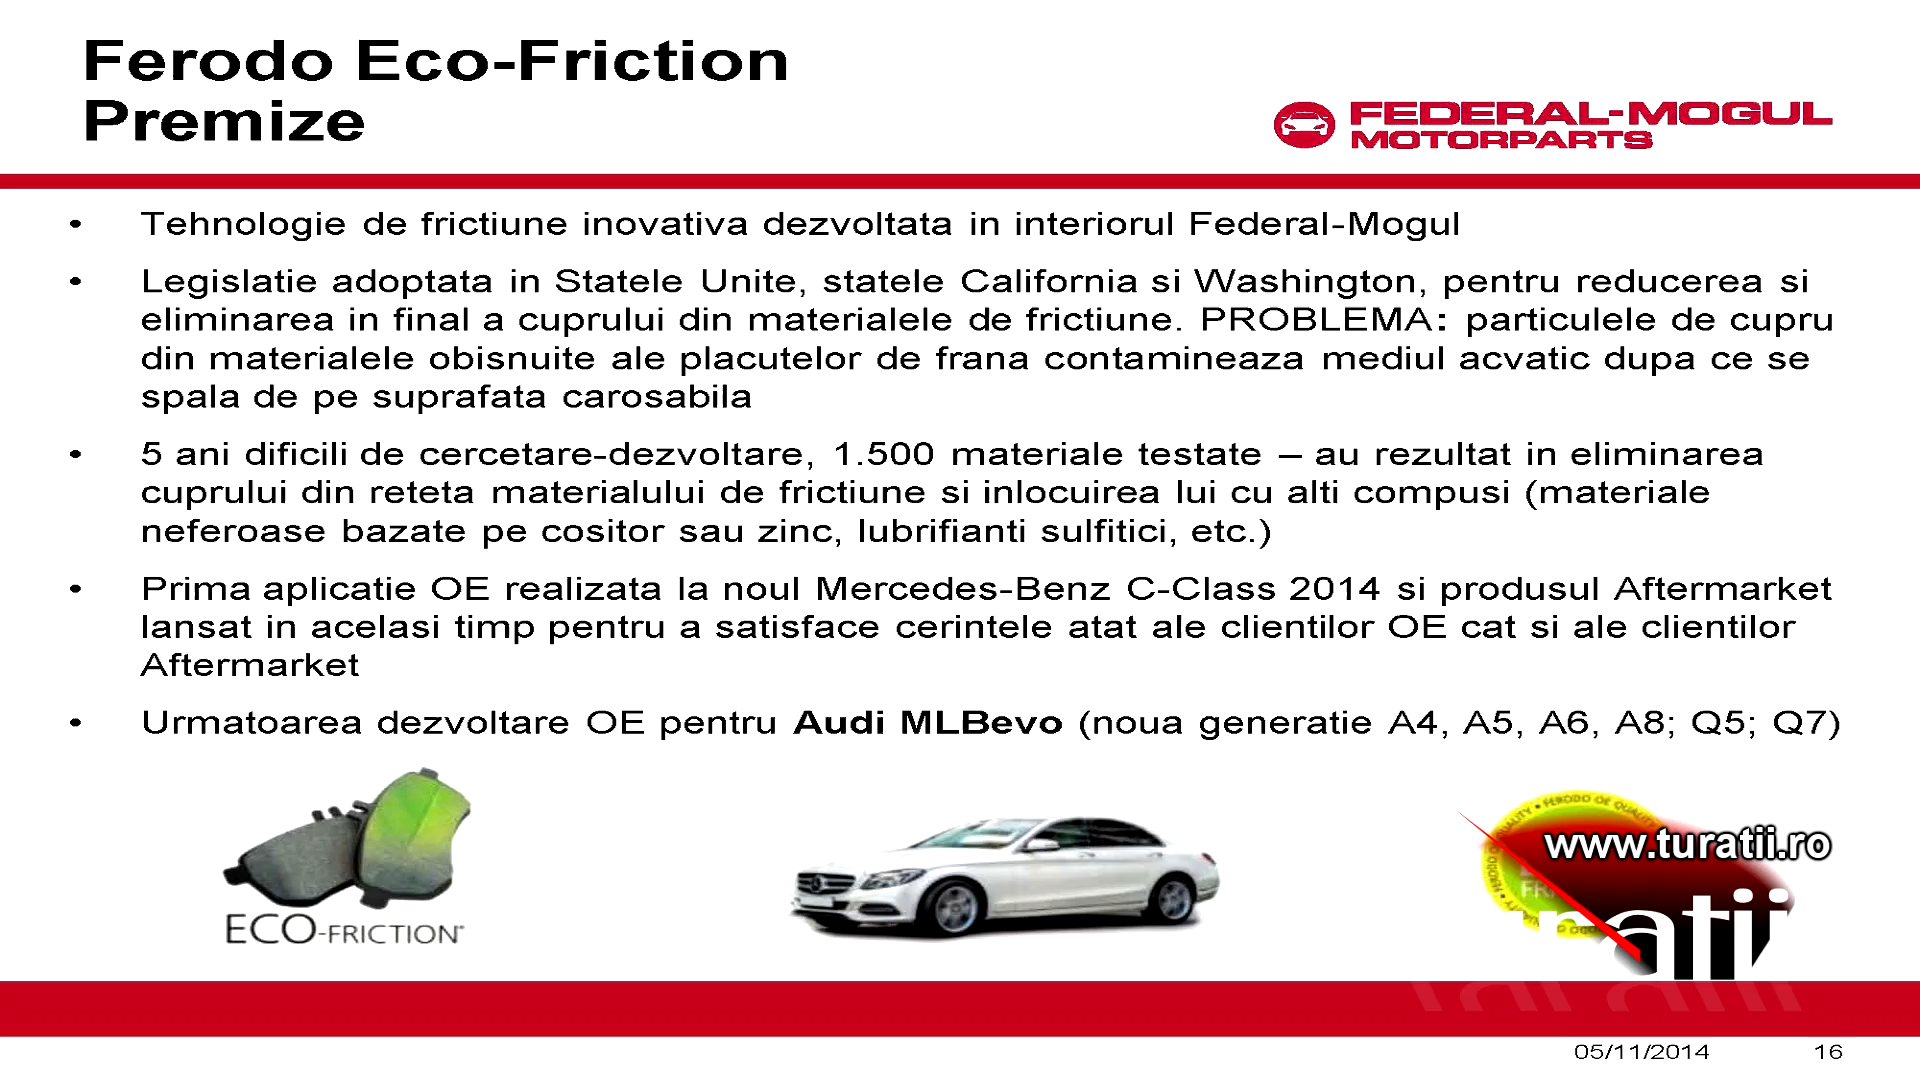 Ferodo Eco-Friction
Premize
FEDERAL-MOGUL
MOTORPARTS
• Tehnologie de frictiune inovativa dezvoltata in interiorul Federal-Mogul
• Legislatie adoptata in Statele Unite, statele California si Washington, pentru reducerea si
eliminarea in final a cuprului din materialele de frictiune. PROBLEMA: particulele de cupru
din materialele obisnuite ale placutelor de frana contamineaza mediul acvatic dupa ce se
spala de pe suprafata carosabila
• 5 ani dificili de cercetare-dezvoltare, 1.500 materiale testate – au rezultat in eliminarea
cuprului din reteta materialului de frictiune si inlocuirea lui cu alti compusi (materiale
neferoase bazate pe cositor sau zinc, lubrifianti sulfitici, etc.)
• Prima aplicatie OE realizata la noul Mercedes-Benz C-Class 2014 si produsul Aftermarket
lansat in acelasi timp pentru a satisface cerintele atat ale clientilor OE cat si ale clientilor
Aftermarket
• Urmatoarea dezvoltare OE pentru Audi MLBevo (noua generatie A4, A5, A6, A8; Q5; Q7)
ECO-FRICTION®
• FERODO OE QUALITY
www.turatii.ro
turatii
05/11/2014 16